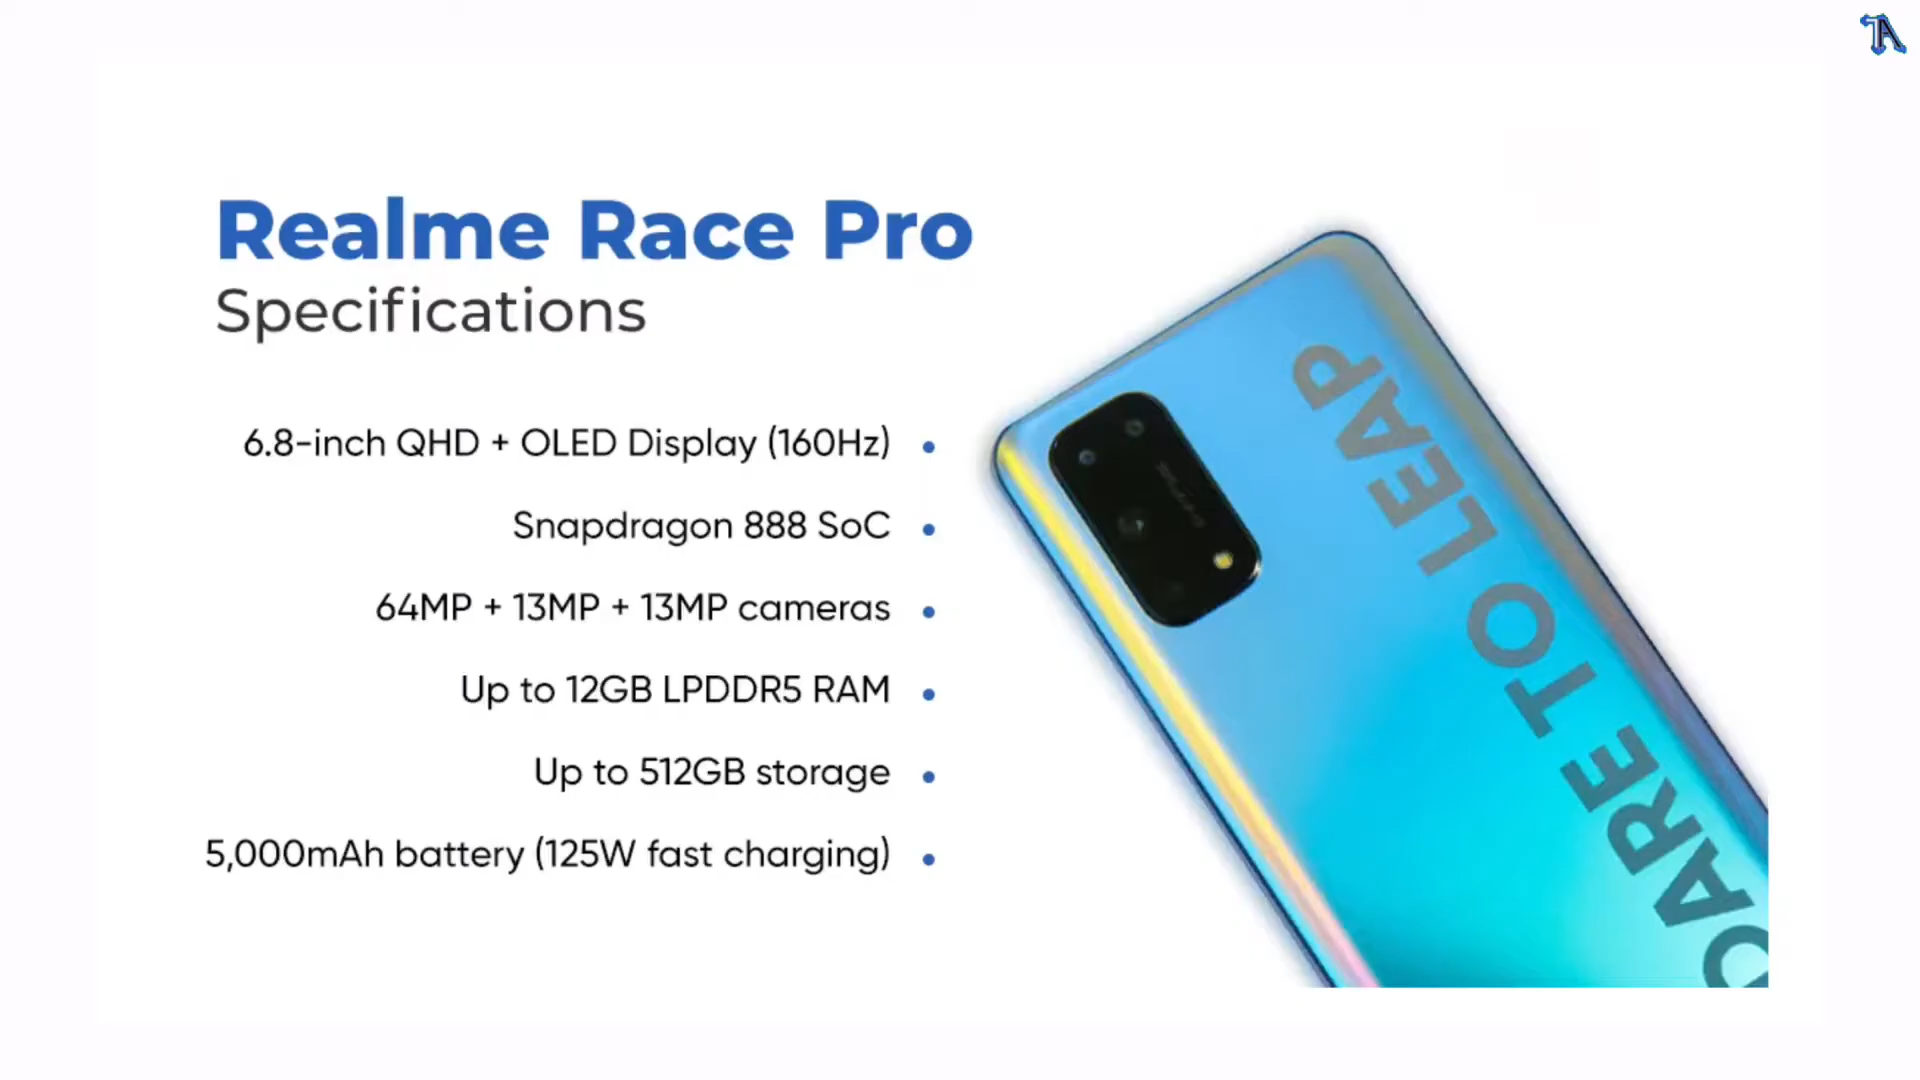 Realme Race Pro
Specifications
6.8-inch QHD + OLED Display (160Hz) •
Snapdragon 888 SoC •
64MP + 13MP + 13MP cameras •
Up to 12GB LPDDR5 RAM •
Up to 512GB storage •
5,000mAh battery (125W fast charging) •
DARE TO LEAP